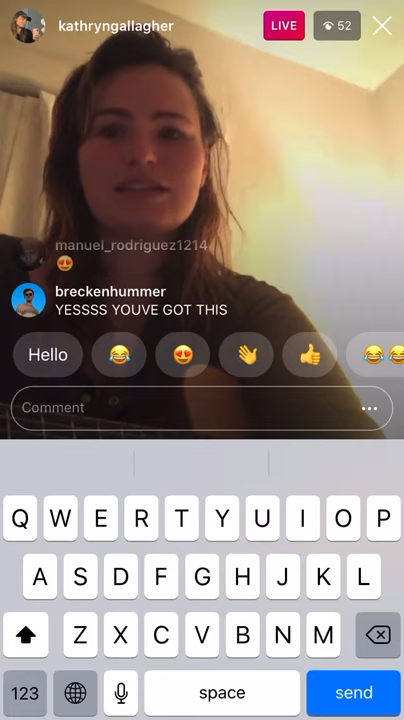 kathryngallagher LIVE 52
manuel_rodriguez1214
breckenhummer
YESSSS YOUVE GOT THIS
Hello
Comment
Q W E R T Y U I O P
A S D F G H J K L
Z X C V B N M
123 space send